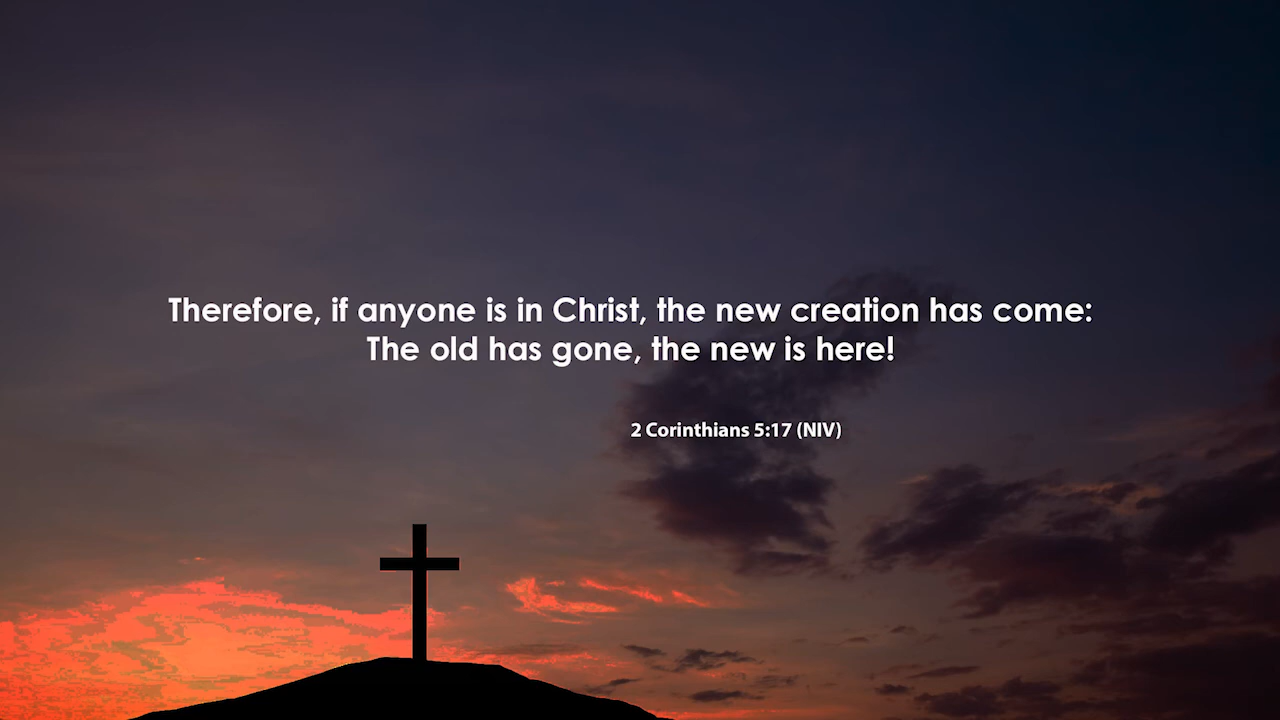 Therefore, if anyone is in Christ, the new creation has come:
The old has gone, the new is here!
2 Corinthians 5:17 (NIV)